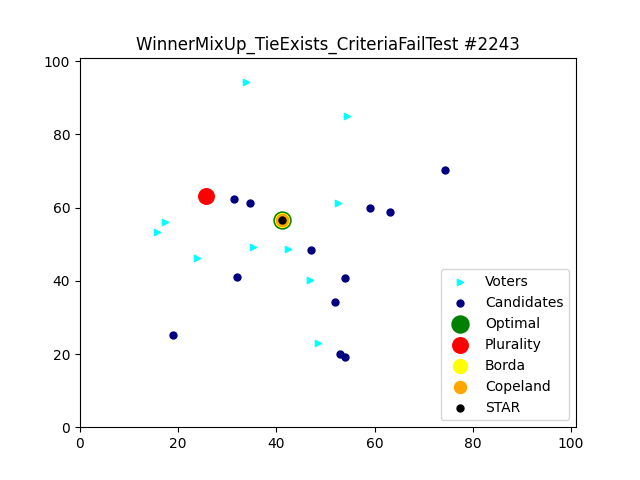 WinnerMixUp_TieExists_CriteriaFailTest #2243
100
80
60
40
20
0
0 20 40 60 80 100
Voters
Candidates
Optimal
Plurality
Borda
Copeland
STAR